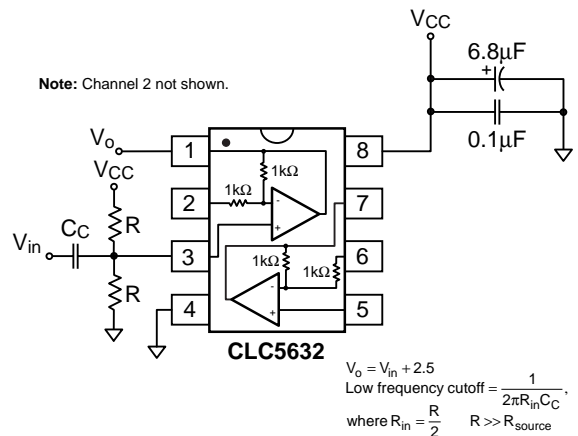 VCC
6.8µF
+
Note: Channel 2 not shown.
0.1µF
Vo
1
8
VCC
1kΩ
2
1kΩ
-
7
R
+
CC
Vin
3
1kΩ
1kΩ
6
R
-
4
+
5
CLC5632
Vo = Vin + 2.5
Low frequency cutoff = 1 / 2πRinCC ,
where Rin = R / 2 R >> Rsource